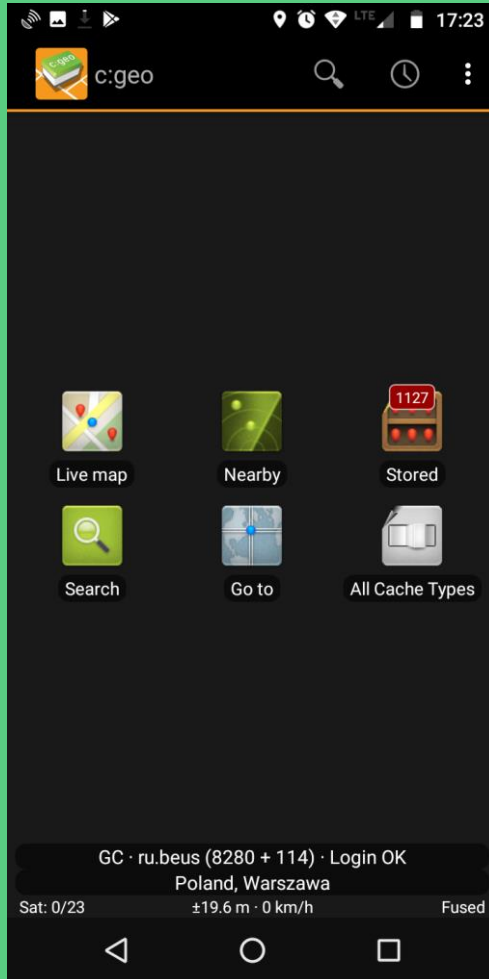 LTE 17:23
c:geo c:geo
1127
Live map Nearby Stored
Search Go to All Cache Types
GC · ru.beus (8280 + 114) · Login OK
Poland, Warszawa
Sat: 0/23 ±19.6 m · 0 km/h Fused